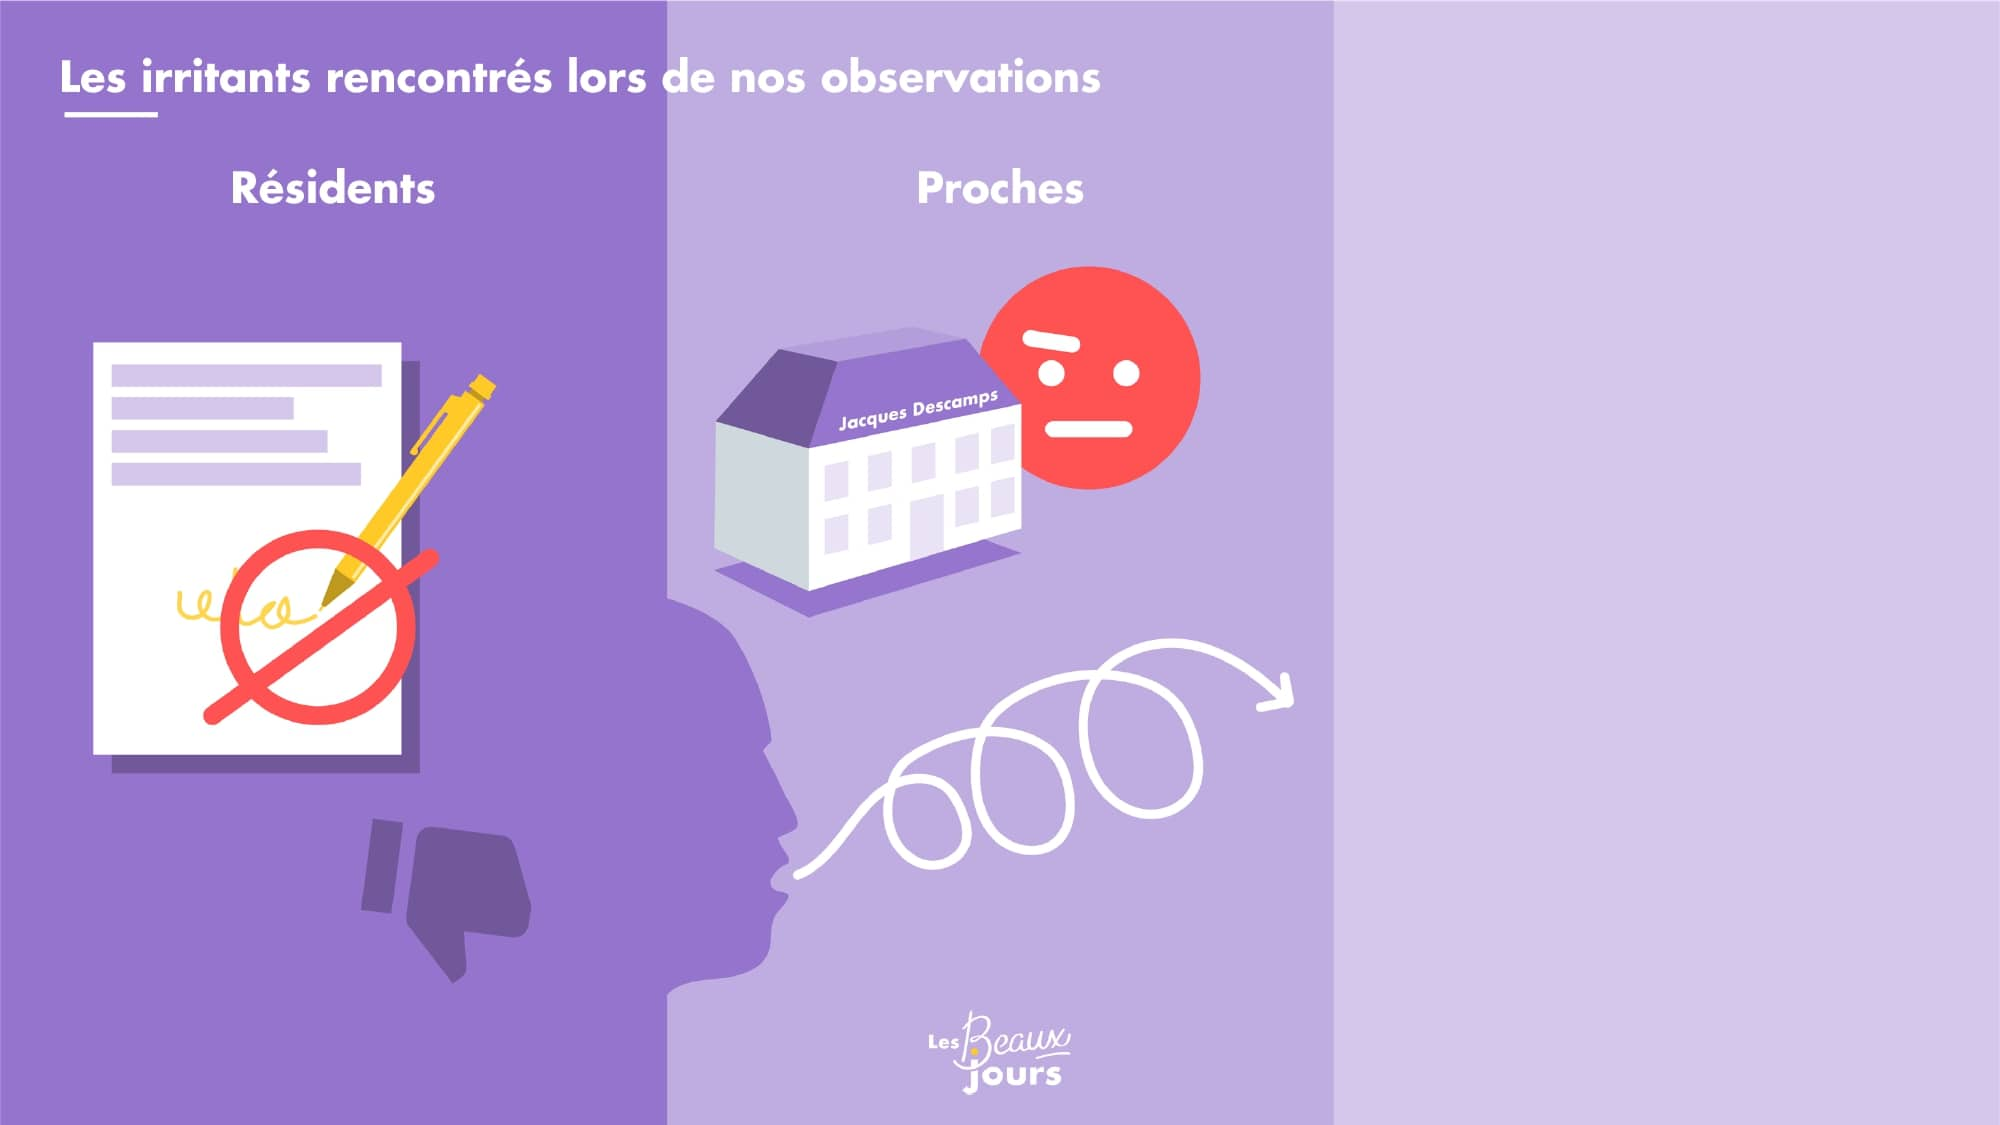 Les irritants rencontrés lors de nos observations
Résidents
Proches
Jacques Descamps
Les Beaux
jours